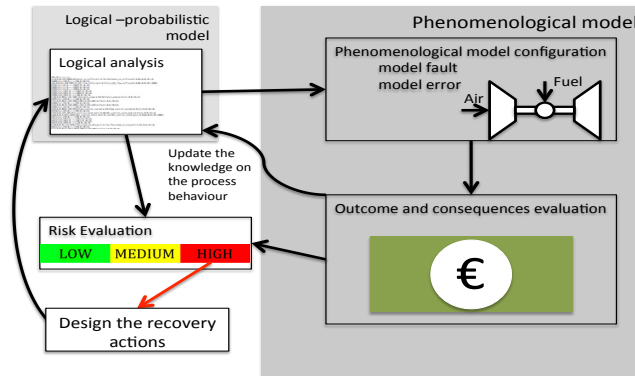 Logical –probabilistic
model
Logical analysis
Phenomenological model
Phenomenological model configuration
model fault
model error
Fuel
Air
Update the
knowledge on
the process
behaviour
Outcome and consequences evaluation
€
Risk Evaluation
LOW MEDIUM HIGH
Design the recovery
actions